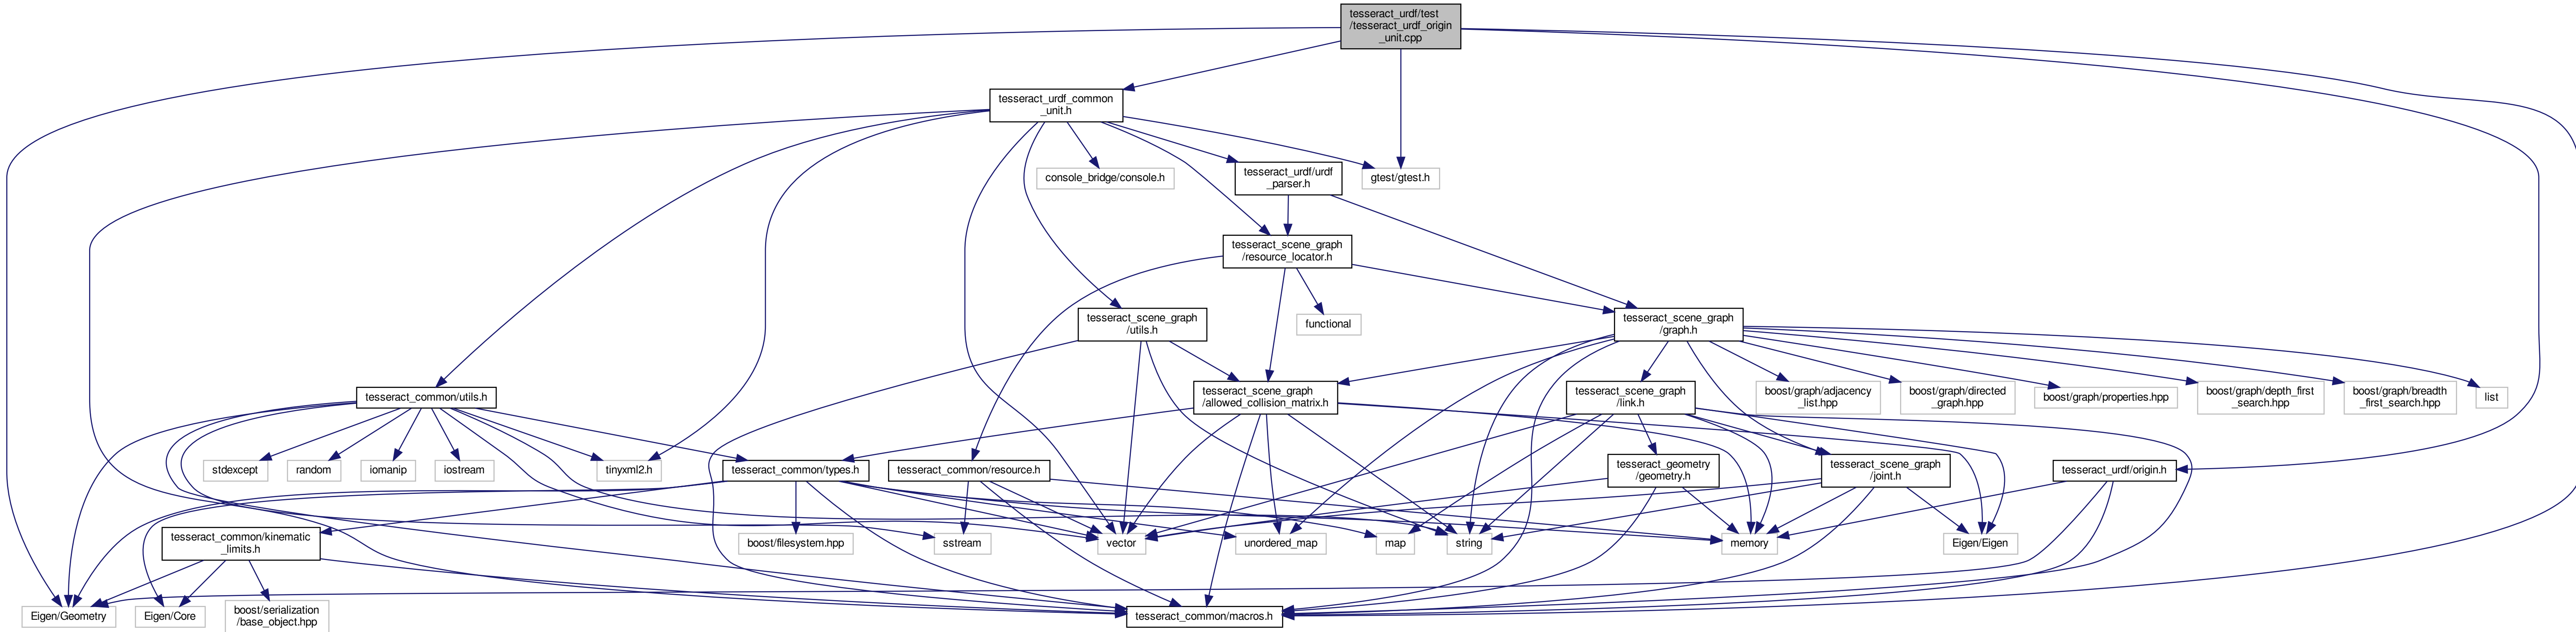 tesseract_urdf/test
/tesseract_urdf_origin
_unit.cpp
tesseract_urdf_common
_unit.h
console_bridge/console.h
tesseract_urdf/urdf
_parser.h
gtest/gtest.h
tesseract_scene_graph
/resource_locator.h
tesseract_scene_graph
/utils.h
functional
tesseract_scene_graph
/graph.h
tesseract_common/utils.h
tesseract_scene_graph
/allowed_collision_matrix.h
tesseract_scene_graph
/link.h
boost/graph/adjacency
_list.hpp
boost/graph/directed
_graph.hpp
boost/graph/properties.hpp
boost/graph/depth_first
_search.hpp
boost/graph/breadth
_first_search.hpp
list
stdexcept
random
iomanip
iostream
tinyxml2.h
tesseract_common/types.h
tesseract_common/resource.h
tesseract_geometry
/geometry.h
tesseract_scene_graph
/joint.h
tesseract_urdf/origin.h
tesseract_common/kinematic
_limits.h
boost/filesystem.hpp
sstream
vector
unordered_map
map
string
memory
Eigen/Eigen
Eigen/Geometry
Eigen/Core
boost/serialization
/base_object.hpp
tesseract_common/macros.h